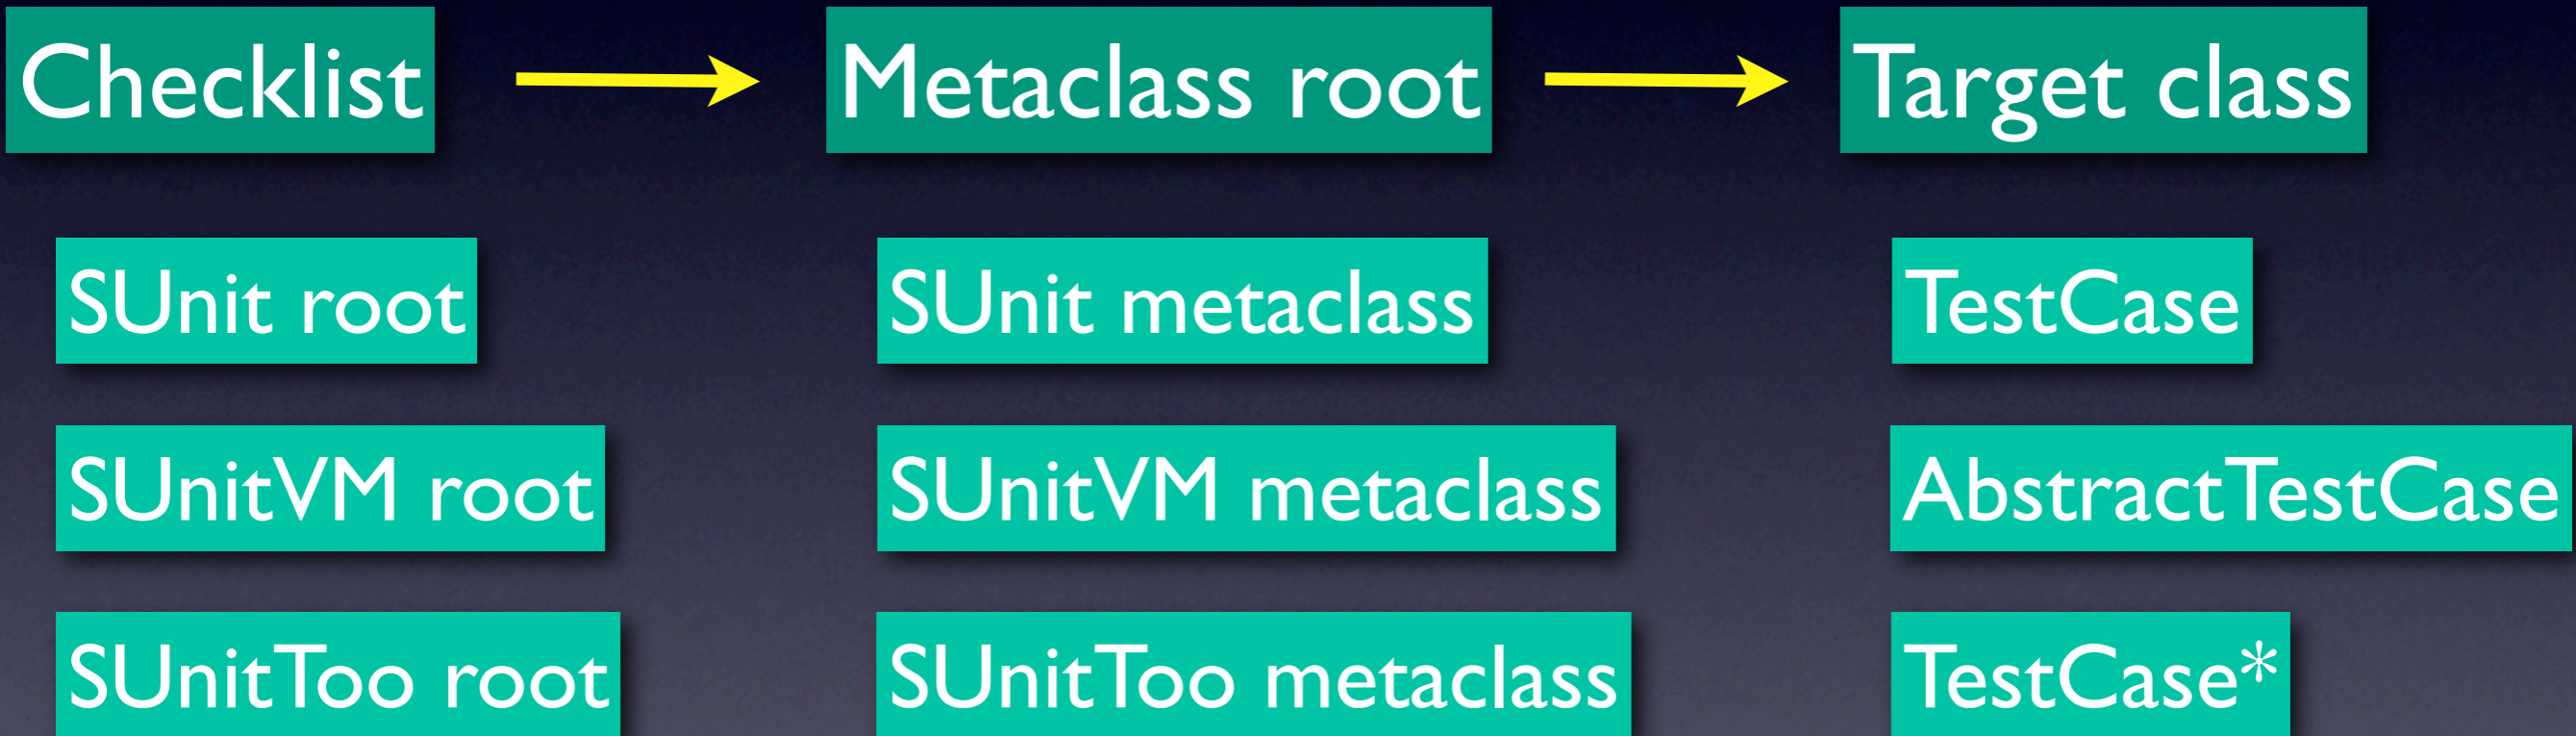 Checklist
Metaclass root
Target class
SUnit root
SUnit metaclass
TestCase
SUnitVM root
SUnitVM metaclass
AbstractTestCase
SUnitToo root
SUnitToo metaclass
TestCase*